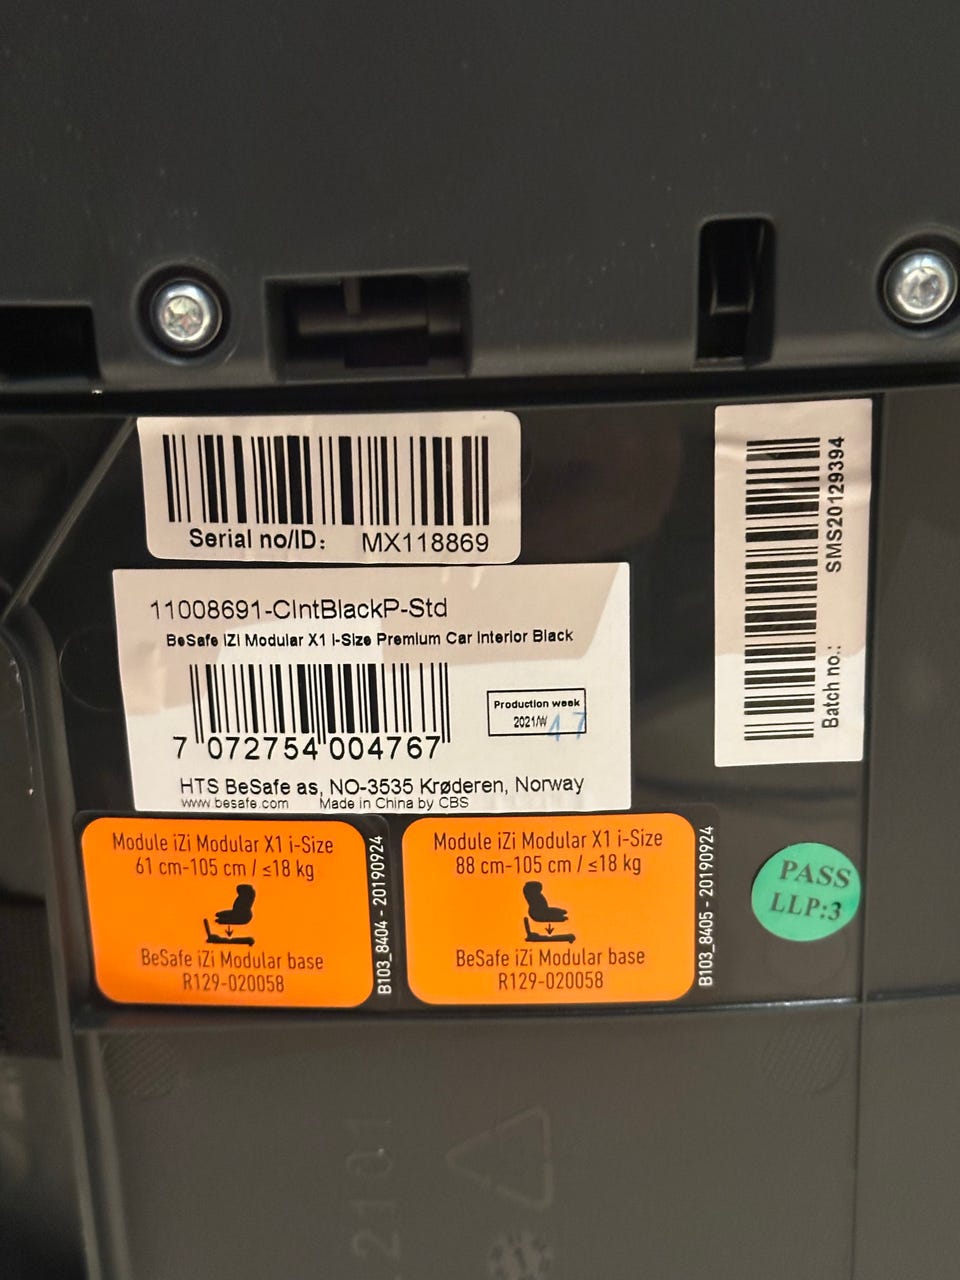 Serial no/ID: MX118869
11008691-CIntBlackP-Std
BeSafe iZi Modular X1 i-Size Premium Car Interior Black
Production week
2021/W 47
7 072754 004767
HTS BeSafe as, NO-3535 Krøderen, Norway
www.besafe.com Made in China by CBS
Batch no.: SMS20129394
Module iZi Modular X1 i-Size
61 cm-105 cm / ≤18 kg
BeSafe iZi Modular base
R129-020058
B103_8404 - 20190924
Module iZi Modular X1 i-Size
88 cm-105 cm / ≤18 kg
BeSafe iZi Modular base
R129-020058
B103_8405 - 20190924
PASS
LLP:3